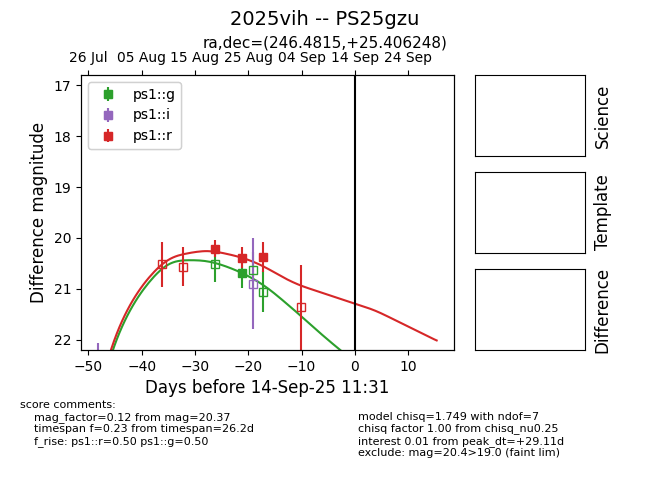 2025vih -- PS25gzu
ra,dec=(246.4815,+25.406248)
26 Jul 05 Aug 15 Aug 25 Aug 04 Sep 14 Sep 24 Sep
ps1::g
ps1::i
ps1::r
17
18
19
20
21
22
Difference magnitude
−50 −40 −30 −20 −10 0 10
Days before 14-Sep-25 11:31
Science
Template
Difference
score comments:
mag_factor=0.12 from mag=20.37
timespan f=0.23 from timespan=26.2d
f_rise: ps1::r=0.50 ps1::g=0.50
model chisq=1.749 with ndof=7
chisq factor 1.00 from chisq_nu0.25
interest 0.01 from peak_dt=+29.11d
exclude: mag=20.4>19.0 (faint lim)